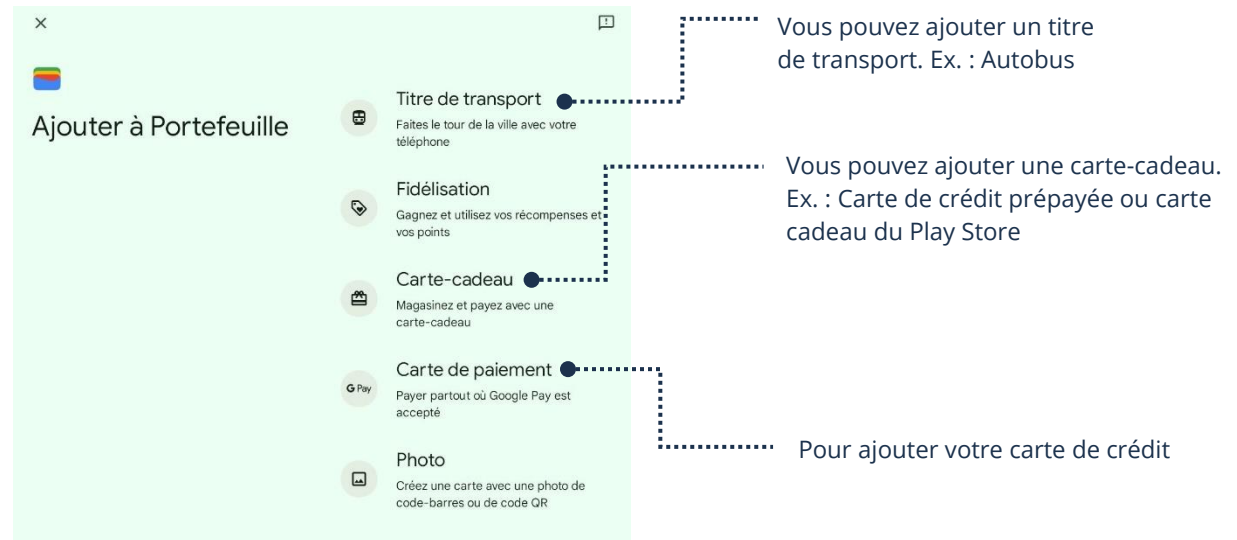 Ajouter à Portefeuille
Titre de transport
Faites le tour de la ville avec votre
téléphone
Fidélisation
Gagnez et utilisez vos récompenses et
vos points
Carte-cadeau
Magasinez et payez avec une
carte-cadeau
G Pay
Carte de paiement
Payer partout où Google Pay est
accepté
Photo
Créez une carte avec une photo de
code-barres ou de code QR
Vous pouvez ajouter un titre
de transport. Ex. : Autobus
Vous pouvez ajouter une carte-cadeau.
Ex. : Carte de crédit prépayée ou carte
cadeau du Play Store
Pour ajouter votre carte de crédit